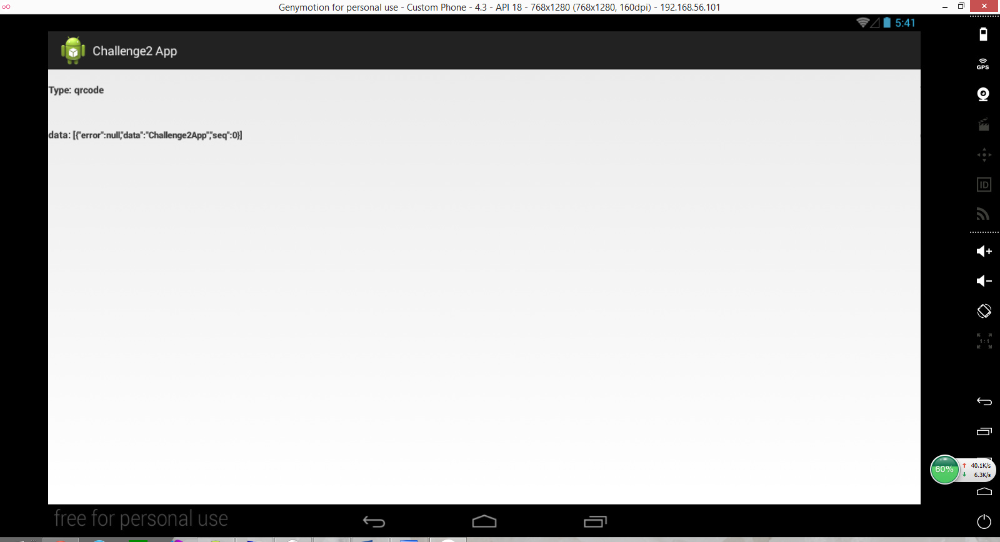 Genymotion for personal use - Custom Phone - 4.3 - API 18 - 768x1280 (768x1280, 160dpi) - 192.168.56.101
5:41
Challenge2 App
GPS
Type: qrcode
data: [{"error":null,"data":"Challenge2App","seq":0}]
ID
1:1
60%
40.1K/s
6.3K/s
free for personal use